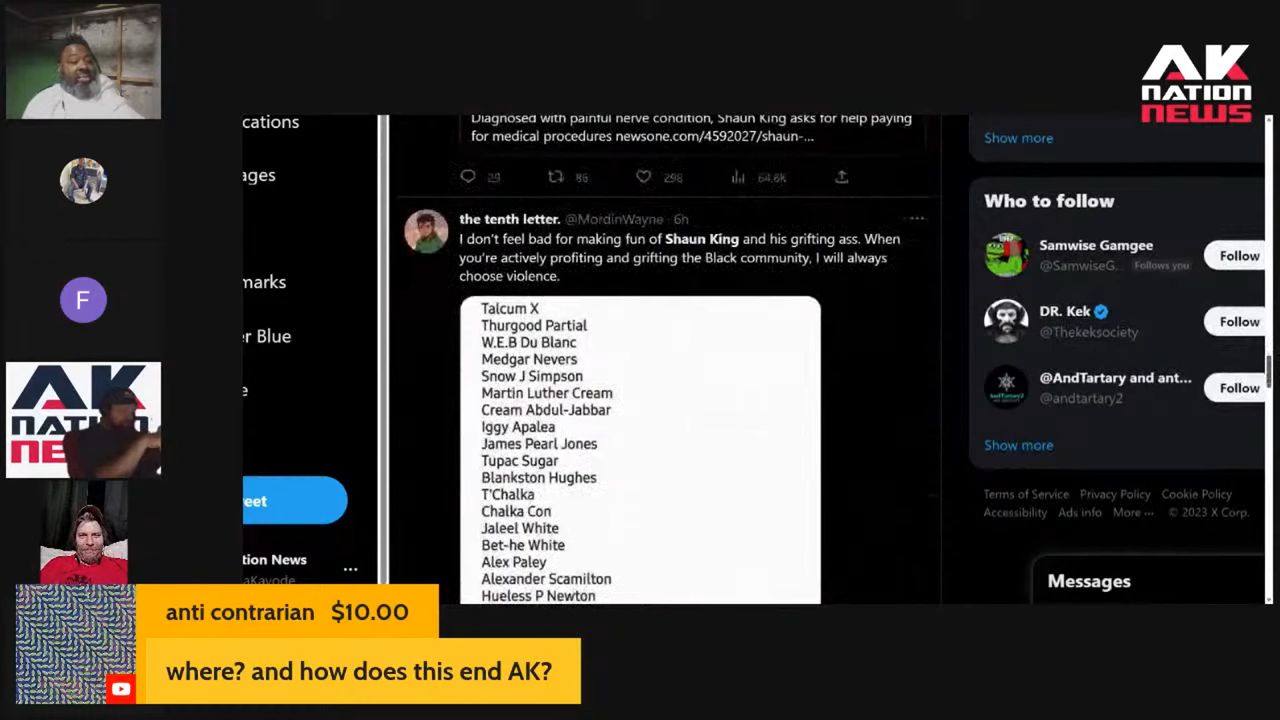 AK
NATION
NEWS
cations
ages
marks
er Blue
e
eet
tion News
aKayode
Diagnosed with painful nerve condition, Shaun King asks for help paying
for medical procedures newsone.com/4592027/shaun-...
29 86 298 64.6K
the tenth letter. @MordinWayne · 6h
I don't feel bad for making fun of Shaun King and his grifting ass. When
you're actively profiting and grifting the Black community, I will always
choose violence.
Talcum X
Thurgood Partial
W.E.B Du Blanc
Medgar Nevers
Snow J Simpson
Martin Luther Cream
Cream Abdul-Jabbar
Iggy Apalea
James Pearl Jones
Tupac Sugar
Blankston Hughes
T'Chalka
Chalka Con
Jaleel White
Bet-he White
Alex Paley
Alexander Scamilton
Hueless P Newton
Show more
Who to follow
Samwise Gamgee
@SamwiseG... Follows you
Follow
DR. Kek
@Thekeksociety
Follow
@AndTartary and ant...
@andtartary2
Follow
Show more
Terms of Service Privacy Policy Cookie Policy
Accessibility Ads info More ··· © 2023 X Corp.
Messages
F
AK
NATION
NE
anti contrarian $10.00
where? and how does this end AK?